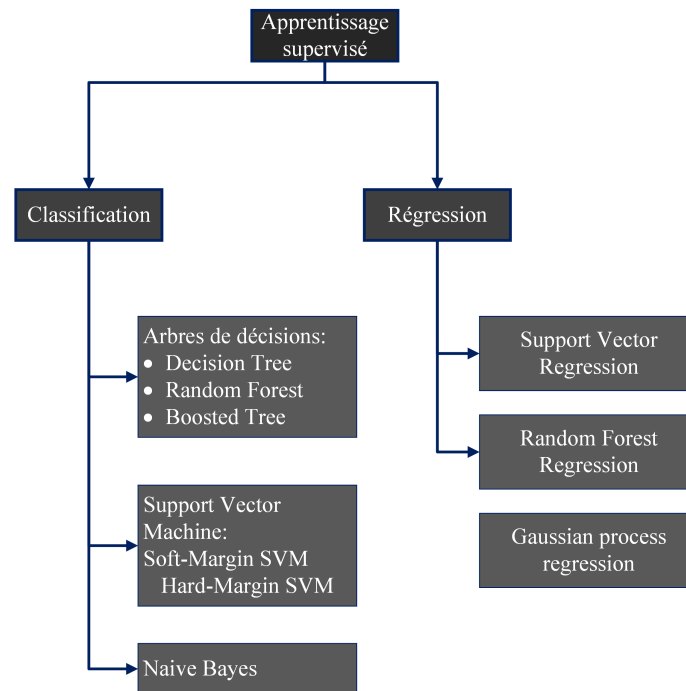 Apprentissage
supervisé
Classification
Régression
Arbres de décisions:
• Decision Tree
• Random Forest
• Boosted Tree
Support Vector
Machine:
Soft-Margin SVM
Hard-Margin SVM
Naive Bayes
Support Vector
Regression
Random Forest
Regression
Gaussian process
regression